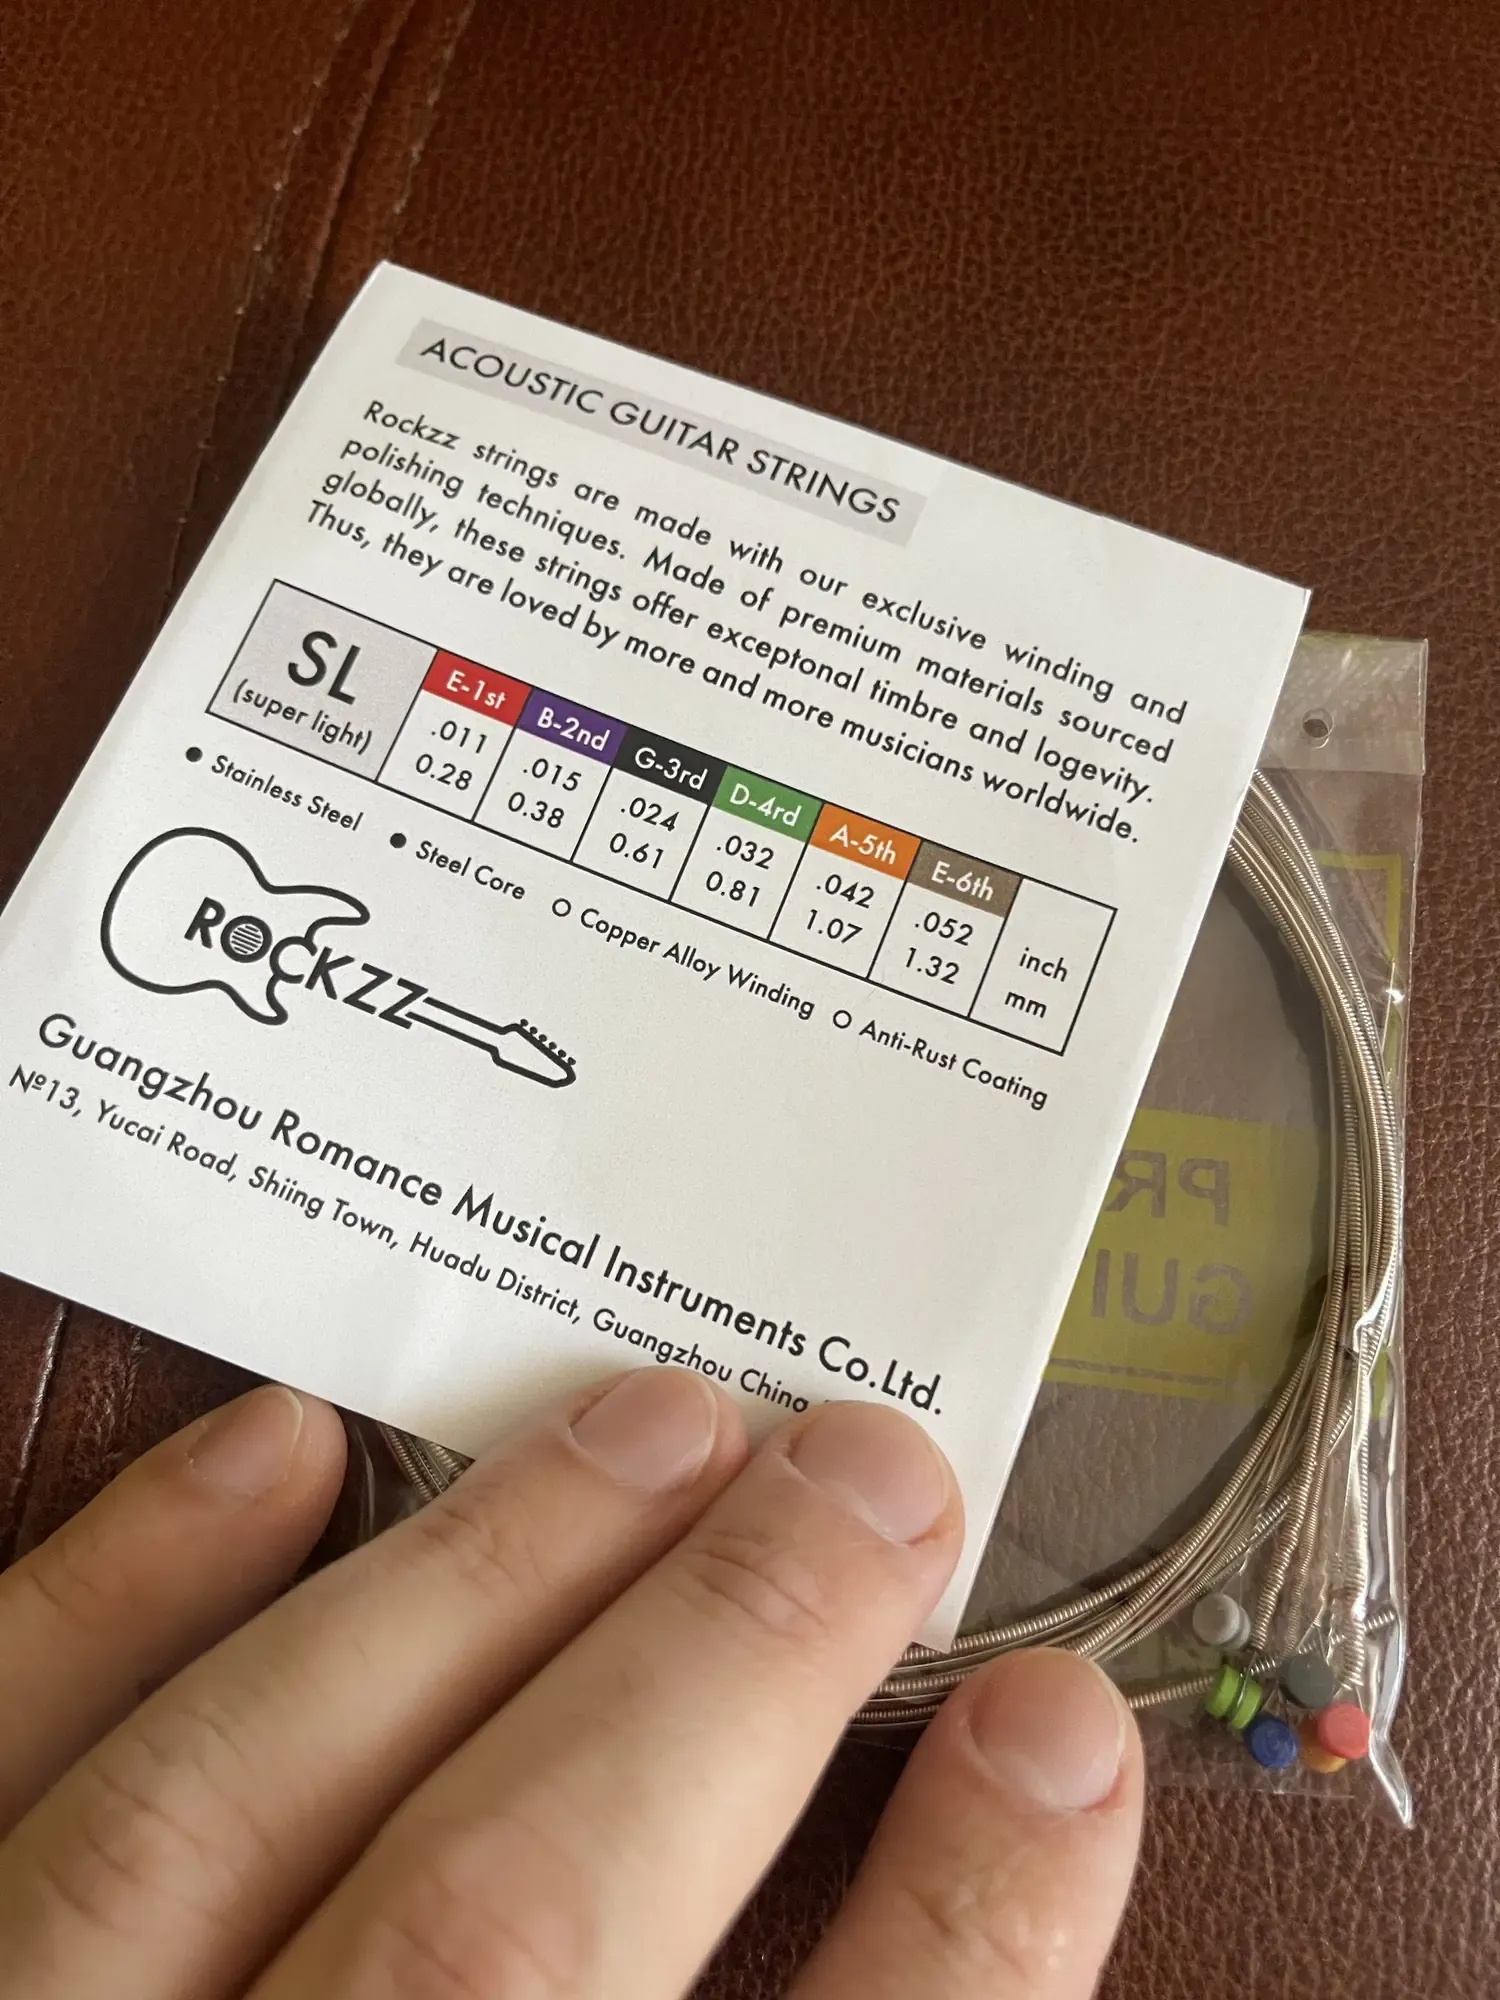 ACOUSTIC GUITAR STRINGS
Rockzz strings are made with our exclusive winding and
polishing techniques. Made of premium materials sourced
globally, these strings offer exceptonal timbre and logevity.
Thus, they are loved by more and more musicians worldwide.
SL
(super light)
E-1st B-2nd G-3rd D-4rd A-5th E-6th
.011 .015 .024 .032 .042 .052 inch
0.28 0.38 0.61 0.81 1.07 1.32 mm
● Stainless Steel ● Steel Core ○ Copper Alloy Winding ○ Anti-Rust Coating
ROCKZZ
Guangzhou Romance Musical Instruments Co.Ltd.
Nº13, Yucai Road, Shiing Town, Huadu District, Guangzhou China
PR
GUI